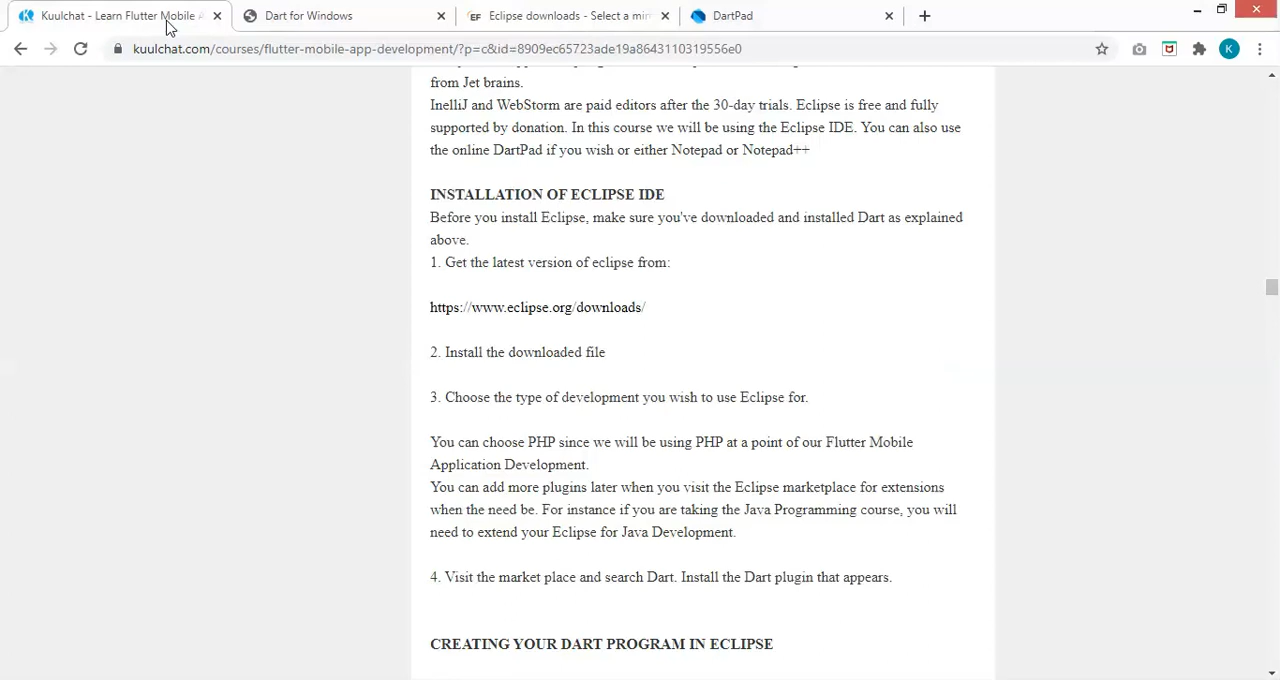 Kuulchat - Learn Flutter Mobile
Dart for Windows
Eclipse downloads - Select a mir
DartPad
kuulchat.com/courses/flutter-mobile-app-development/?p=c&id=8909ec65723ade19a8643110319556e0
K
from Jet brains.
InelliJ and WebStorm are paid editors after the 30-day trials. Eclipse is free and fully
supported by donation. In this course we will be using the Eclipse IDE. You can also use
the online DartPad if you wish or either Notepad or Notepad++
INSTALLATION OF ECLIPSE IDE
Before you install Eclipse, make sure you've downloaded and installed Dart as explained
above.
1. Get the latest version of eclipse from:
https://www.eclipse.org/downloads/
2. Install the downloaded file
3. Choose the type of development you wish to use Eclipse for.
You can choose PHP since we will be using PHP at a point of our Flutter Mobile
Application Development.
You can add more plugins later when you visit the Eclipse marketplace for extensions
when the need be. For instance if you are taking the Java Programming course, you will
need to extend your Eclipse for Java Development.
4. Visit the market place and search Dart. Install the Dart plugin that appears.
CREATING YOUR DART PROGRAM IN ECLIPSE